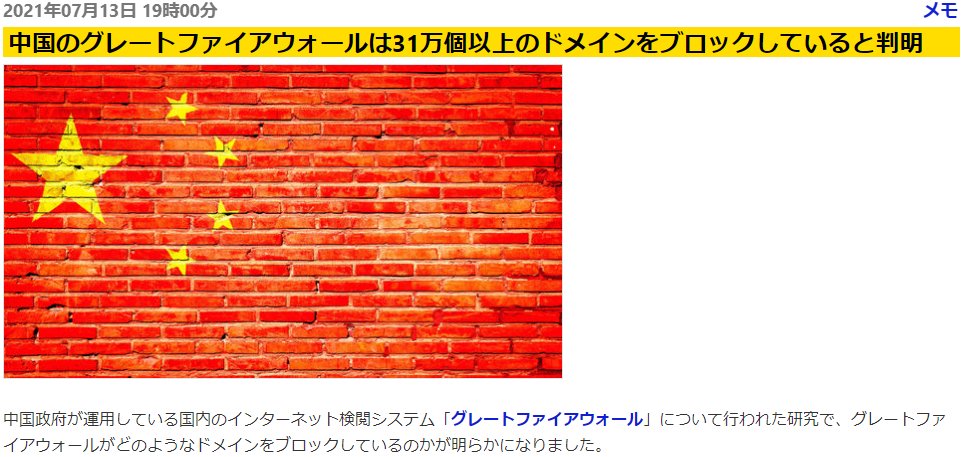 2021年07月13日 19時00分
メモ
中国のグレートファイアウォールは31万個以上のドメインをブロックしていると判明
中国政府が運用している国内のインターネット検閲システム「グレートファイアウォール」について行われた研究で、グレートファ
イアウォールがどのようなドメインをブロックしているのかが明らかになりました。